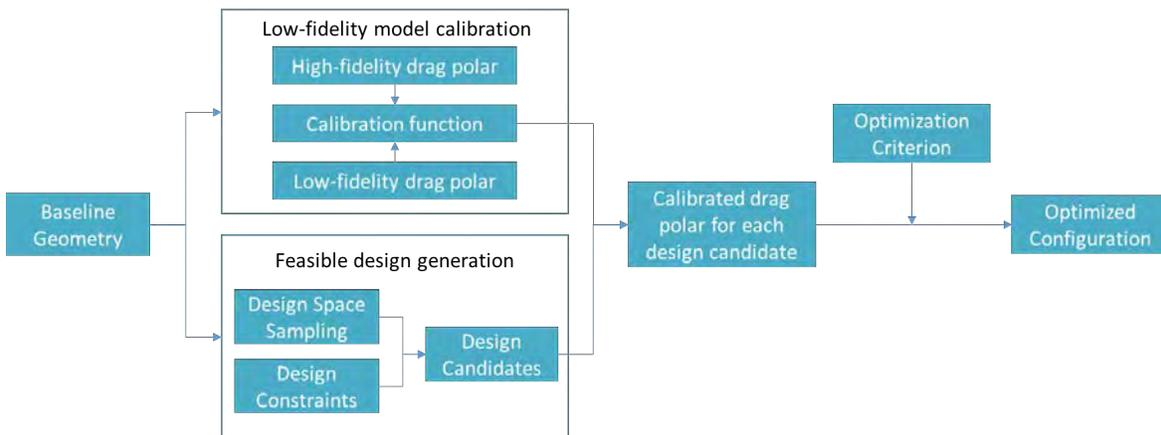 Low-fidelity model calibration
High-fidelity drag polar
Calibration function
Low-fidelity drag polar
Baseline
Geometry
Feasible design generation
Design Space
Sampling
Design
Constraints
Design
Candidates
Calibrated drag
polar for each
design candidate
Optimization
Criterion
Optimized
Configuration